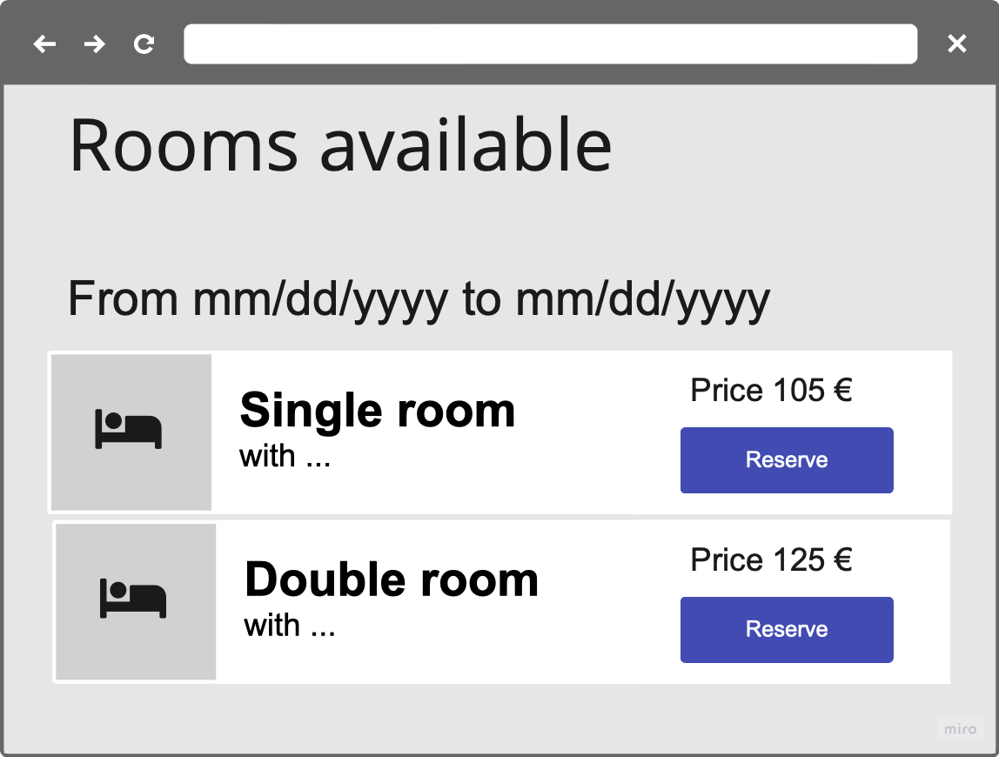 Rooms available
From mm/dd/yyyy to mm/dd/yyyy
Single room
with ...
Price 105 €
Reserve
Double room
with ...
Price 125 €
Reserve
miro